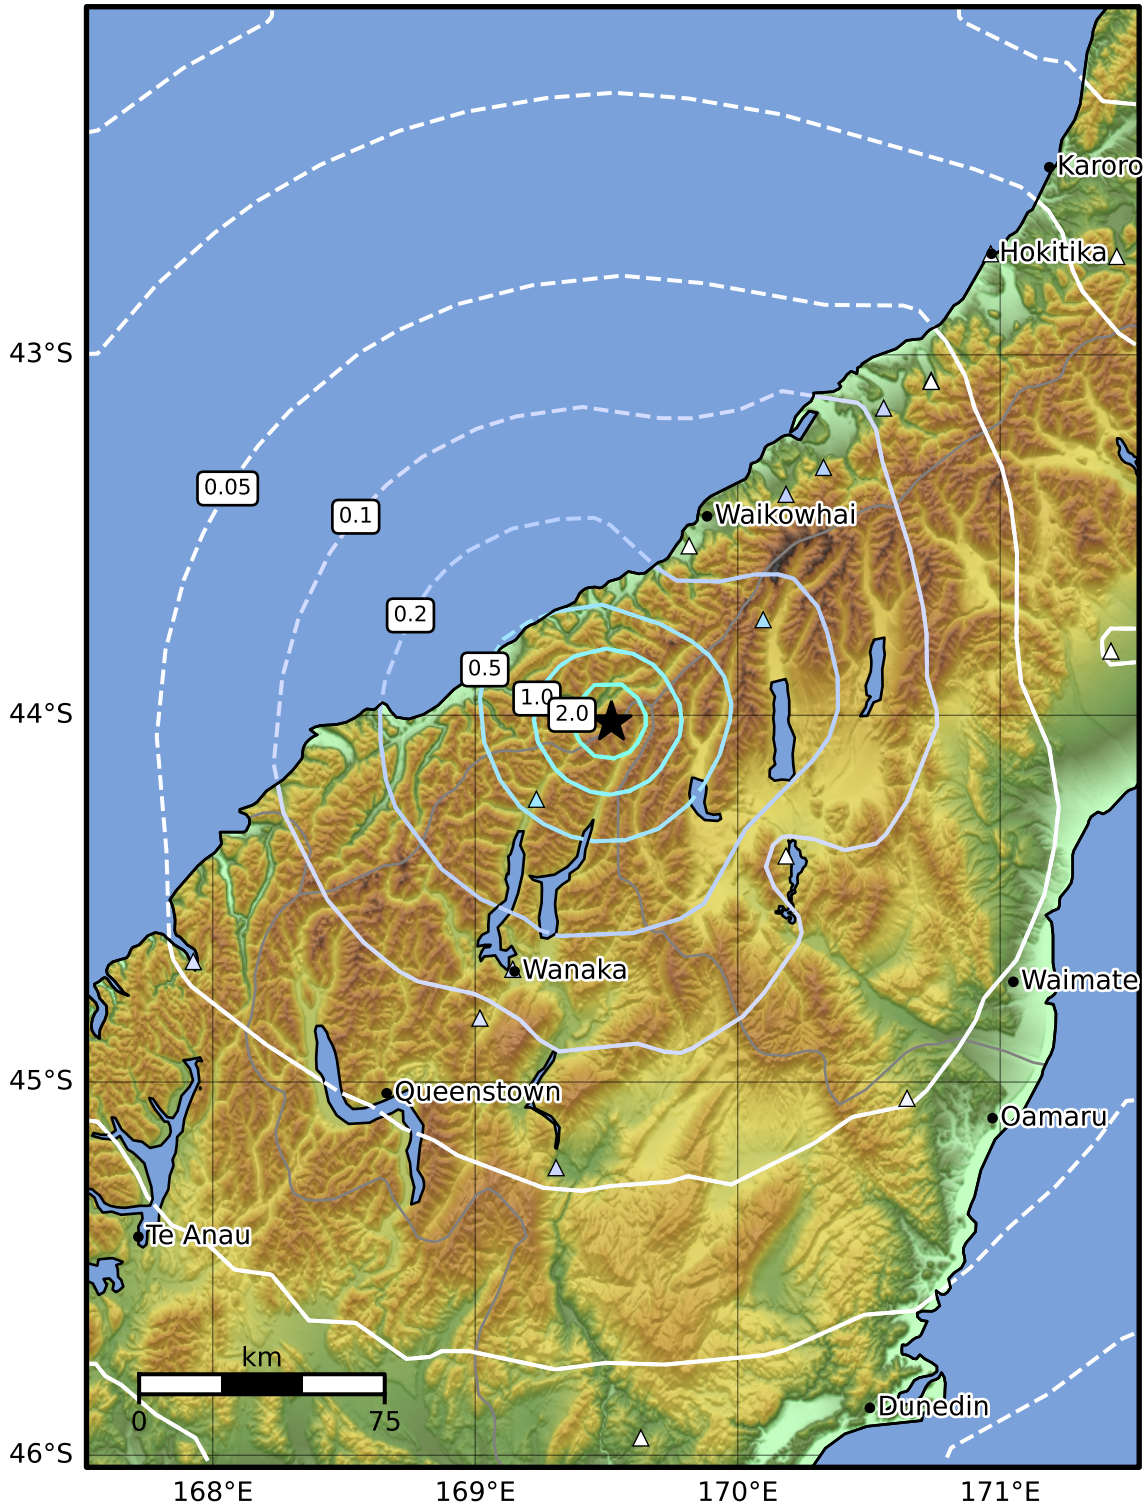 Karoro
Hokitika
43°S
0.05
0.1
Waikowhai
0.2
0.5
1.0
2.0
44°S
Wanaka
Waimate
45°S
Queenstown
Oamaru
Te Anau
km
0 75
Dunedin
46°S
168°E 169°E 170°E 171°E